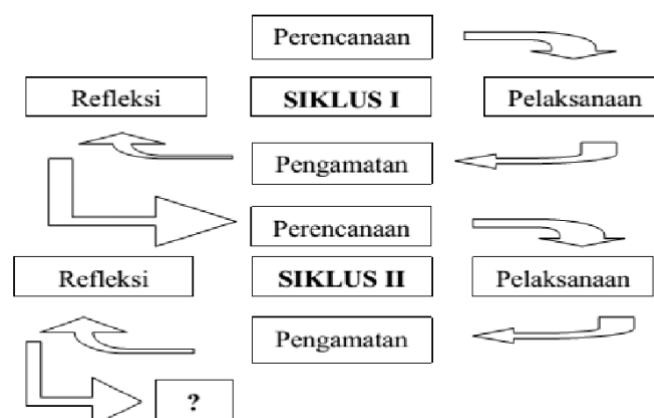 Perencanaan
Refleksi
SIKLUS I
Pelaksanaan
Pengamatan
Perencanaan
Refleksi
SIKLUS II
Pelaksanaan
Pengamatan
?